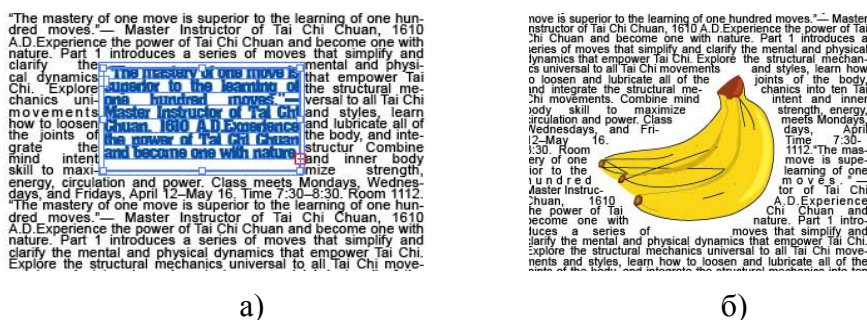 "The mastery of one move is superior to the learning of one hun-
dred moves."— Master Instructor of Tai Chi Chuan, 1610
A.D.Experience the power of Tai Chi Chuan and become one with
nature. Part 1 introduces a series of moves that simplify and
clarify the mental and physi-
cal dynamics that empower Tai
Chi. Explore the structural me-
chanics uni- versal to all Tai Chi
movements and styles, learn
how to loosen and lubricate all of
the joints of the body, and inte-
grate the structur Combine
mind intent and inner body
skill to maxi- mize strength,
energy, circulation and power. Class meets Mondays, Wednes-
days, and Fridays, April 12–May 16. Time 7:30–8:30. Room 1112.
"The mastery of one move is superior to the learning of one hun-
dred moves."— Master Instructor of Tai Chi Chuan, 1610
A.D.Experience the power of Tai Chi Chuan and become one with
nature. Part 1 introduces a series of moves that simplify and
clarify the mental and physical dynamics that empower Tai Chi.
Explore the structural mechanics universal to all Tai Chi move-
"The mastery of one move is
superior to the learning of
one hundred moves."—
Master Instructor of Tai Chi
Chuan, 1610 A.D.Experience
the power of Tai Chi Chuan
and become one with nature.
а)
move is superior to the learning of one hundred moves."— Master
nstructor of Tai Chi Chuan, 1610 A.D.Experience the power of Tai
Chi Chuan and become one with nature. Part 1 introduces a
series of moves that simplify and clarify the mental and physical
dynamics that empower Tai Chi. Explore the structural mechan-
cs universal to all Tai Chi movements and styles, learn how
o loosen and lubricate all of the joints of the body,
and integrate the structural me- chanics into ten Tai
Chi movements. Combine mind intent and inner
body skill to maximize strength, energy,
circulation and power. Class meets Mondays,
Wednesdays, and Fri- days, April
12–May 16. Time 7:30–
8:30. Room 1112."The mas-
ery of one move is supe-
ior to the learning of one
hundred moves."—
Master Instruc- tor of Tai Chi
Chuan, 1610 A.D.Experience
he power of Tai Chi Chuan and
become one with nature. Part 1 intro-
duces a series of moves that simplify and
clarify the mental and physical dynamics that empower Tai Chi.
Explore the structural mechanics universal to all Tai Chi move-
ments and styles, learn how to loosen and lubricate all of the
б)